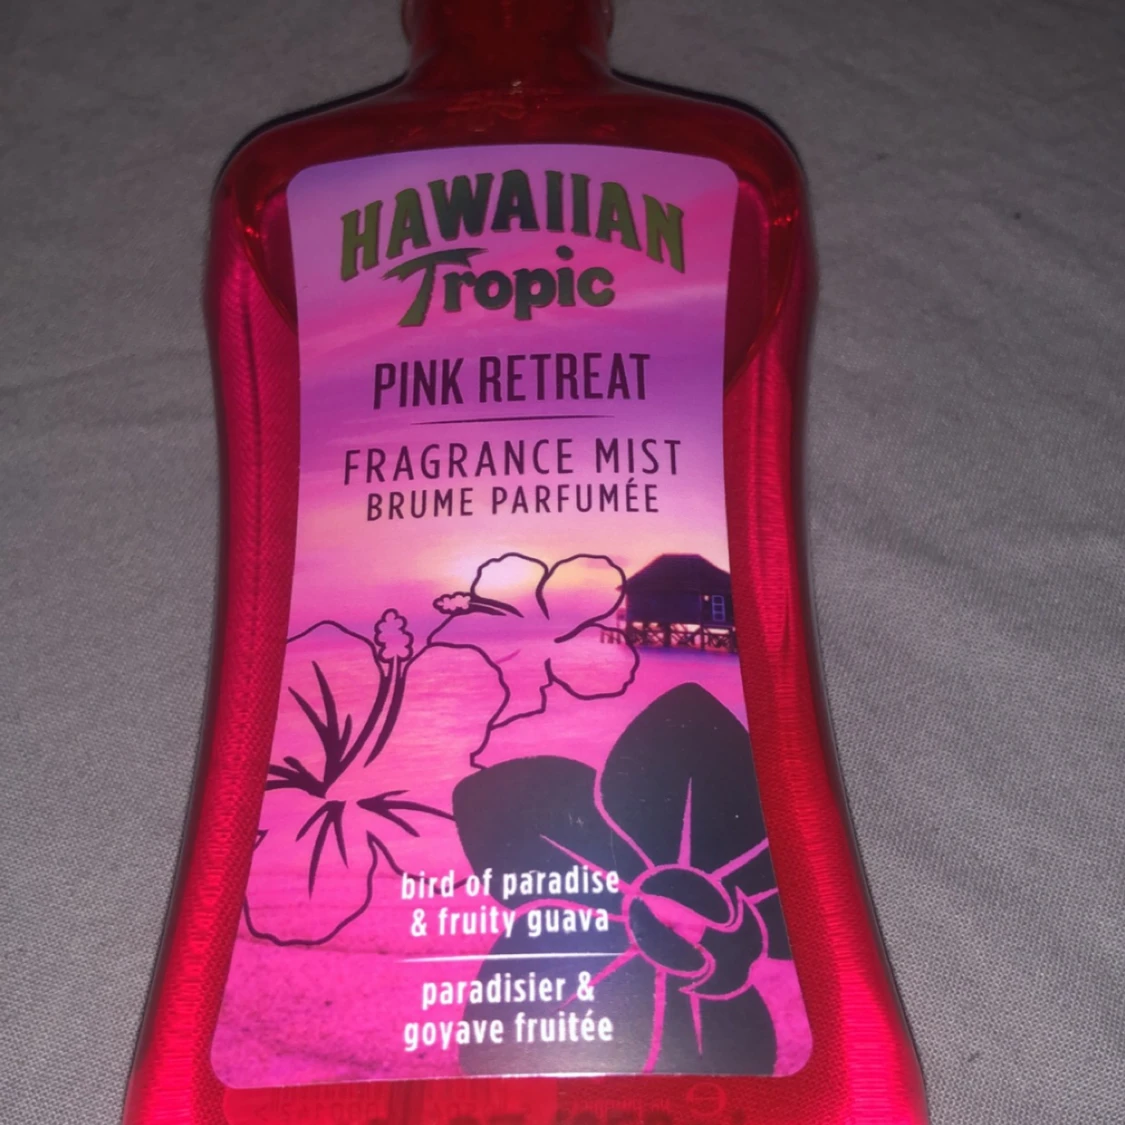 HAWAIIAN
Tropic
PINK RETREAT
FRAGRANCE MIST
BRUME PARFUMÉE
bird of paradise
& fruity guava
paradisier &
goyave fruitée